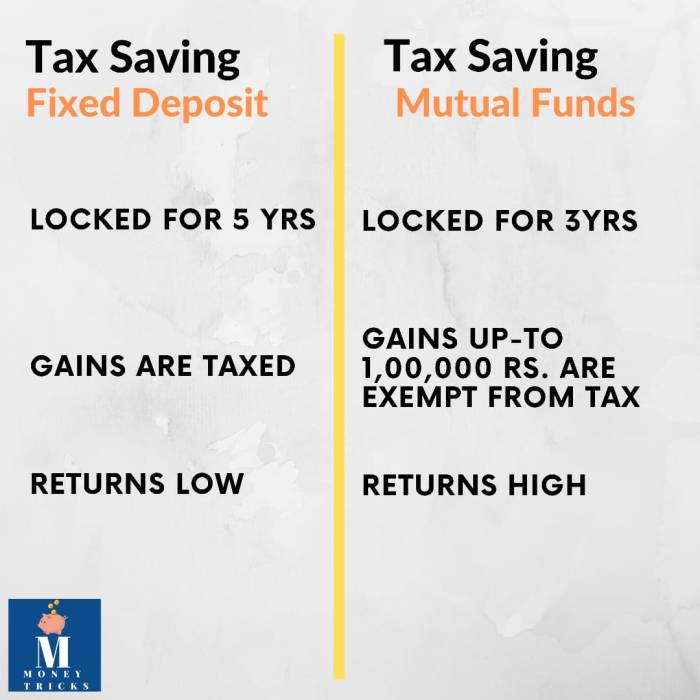 Tax Saving
Fixed Deposit
LOCKED FOR 5 YRS
GAINS ARE TAXED
RETURNS LOW
Tax Saving
Mutual Funds
LOCKED FOR 3YRS
GAINS UP-TO
1,00,000 RS. ARE
EXEMPT FROM TAX
RETURNS HIGH
M
MONEY
TRICKS